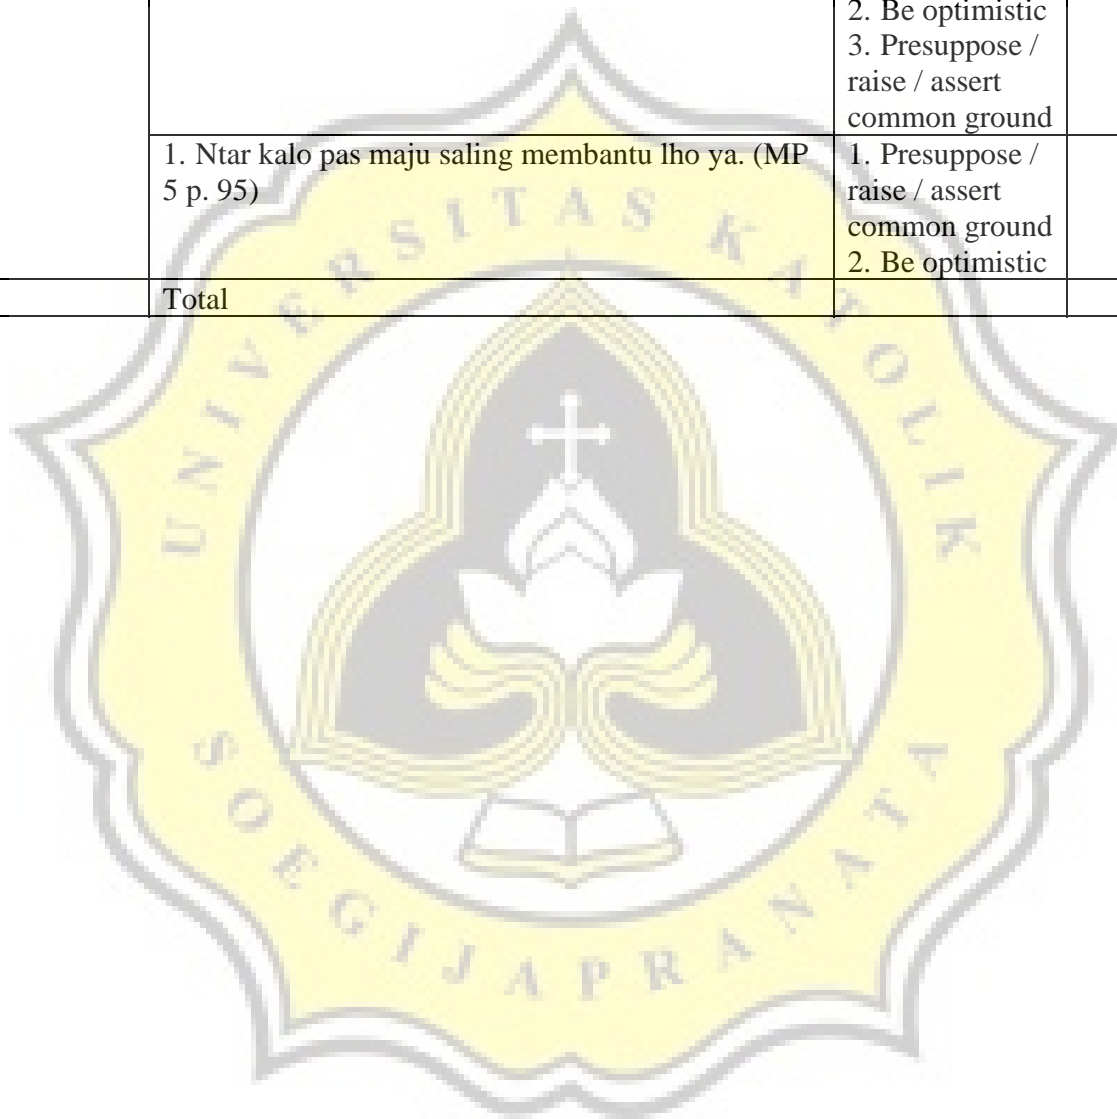 2. Be optimistic
3. Presuppose /
raise / assert
common ground
1. Ntar kalo pas maju saling membantu lho ya. (MP
5 p. 95)
1. Presuppose /
raise / assert
common ground
2. Be optimistic
Total
UNIVERSITAS KATOLIK
SOEGIJAPRANATA